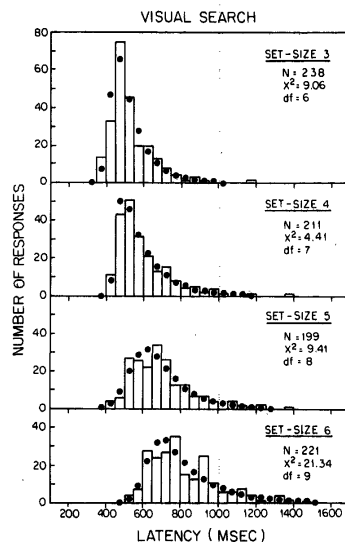 VISUAL SEARCH
NUMBER OF RESPONSES
80
60
40
20
0
SET-SIZE 3
N = 238
X² = 9.06
df = 6
40
20
0
SET-SIZE 4
N = 211
X² = 4.41
df = 7
40
20
0
SET-SIZE 5
N = 199
X² = 9.41
df = 8
40
20
0
SET-SIZE 6
N = 221
X² = 21.34
df = 9
200 400 600 800 1000 1200 1400 1600
LATENCY (MSEC)